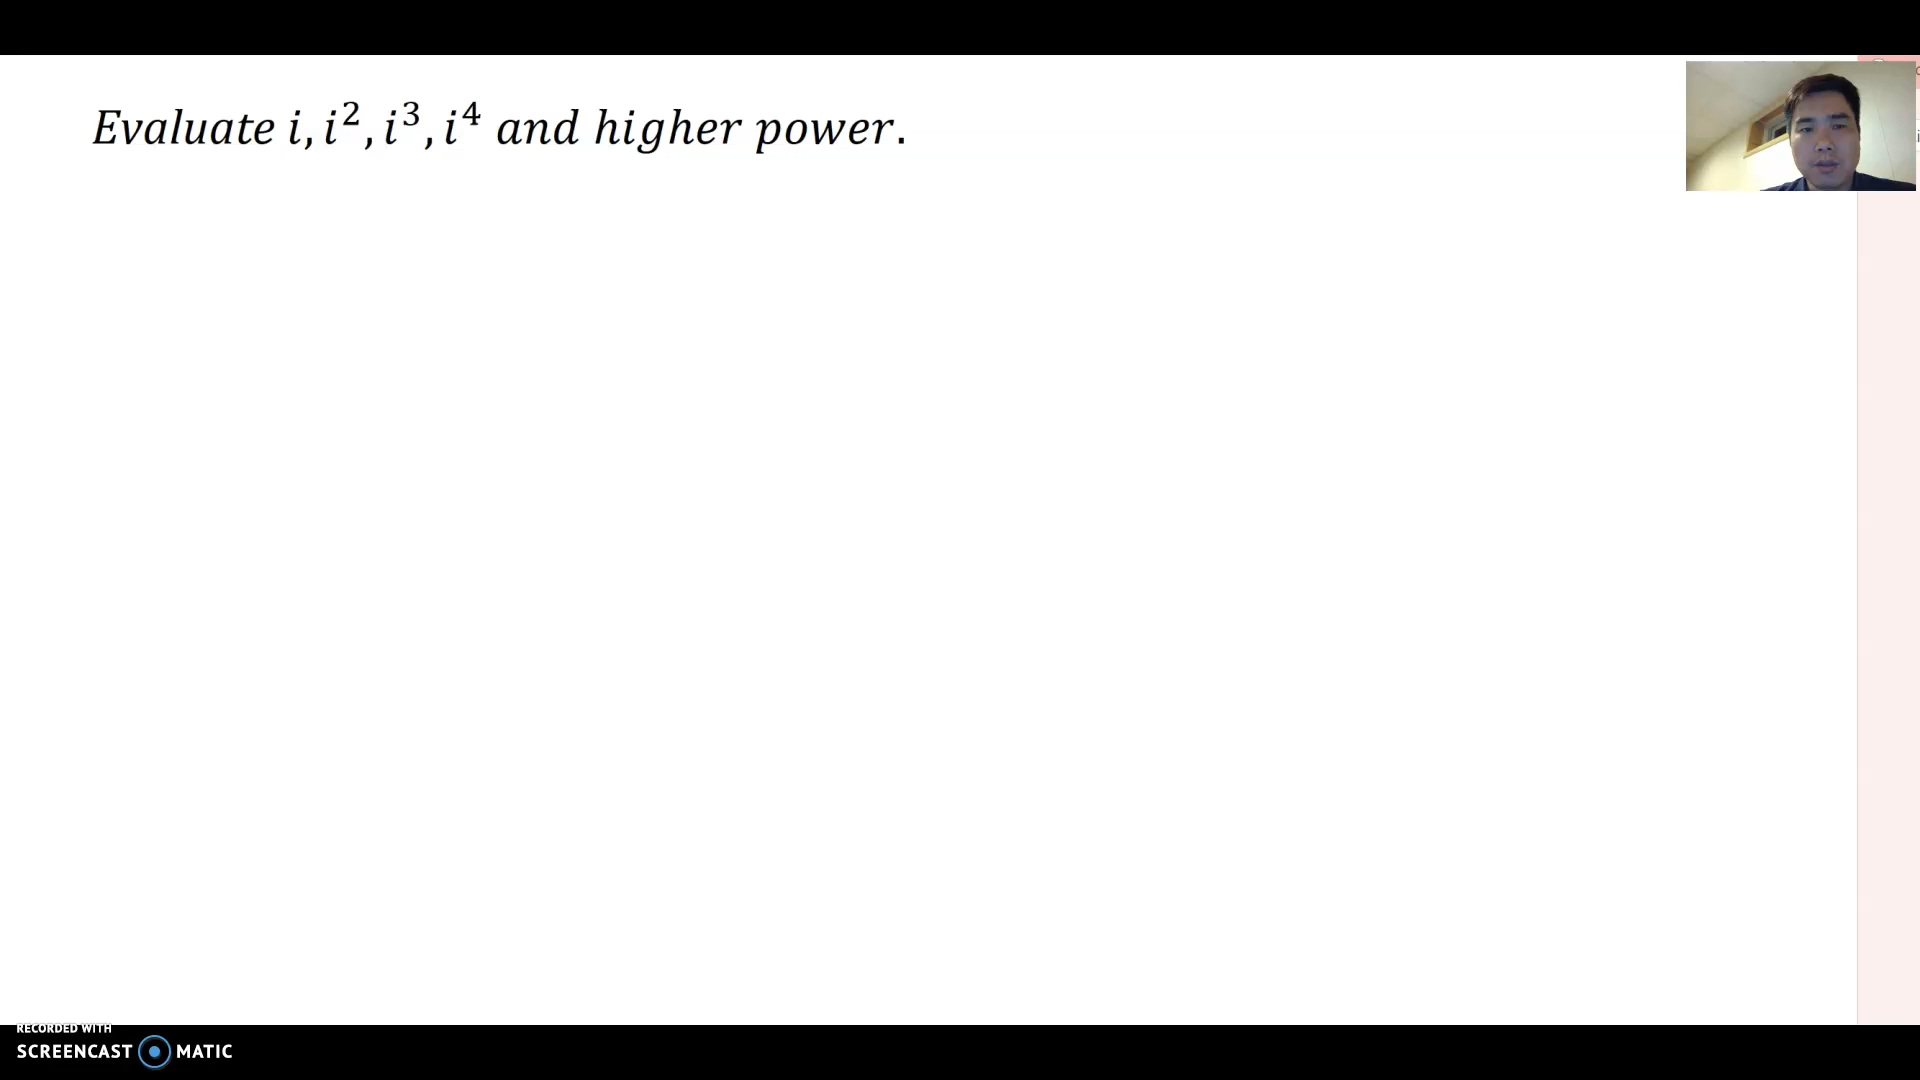 Evaluate i, i², i³, i⁴ and higher power.
RECORDED WITH
SCREENCAST MATIC